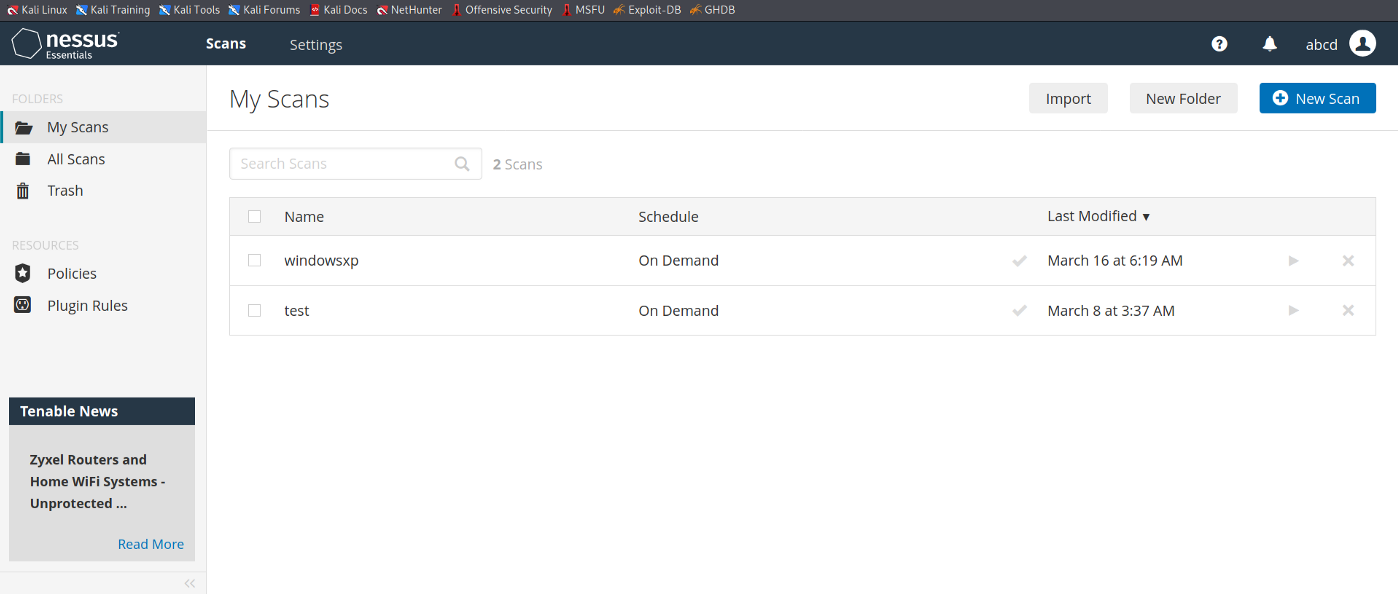 Kali Linux Kali Training Kali Tools Kali Forums Kali Docs NetHunter Offensive Security MSFU Exploit-DB GHDB
nessus
Essentials
Scans Settings
? abcd
FOLDERS
My Scans
All Scans
Trash
RESOURCES
Policies
Plugin Rules
Tenable News
Zyxel Routers and
Home WiFi Systems -
Unprotected ...
Read More
My Scans
Import New Folder New Scan
Search Scans 2 Scans
Name Schedule Last Modified ▼
windowsxp On Demand March 16 at 6:19 AM
test On Demand March 8 at 3:37 AM